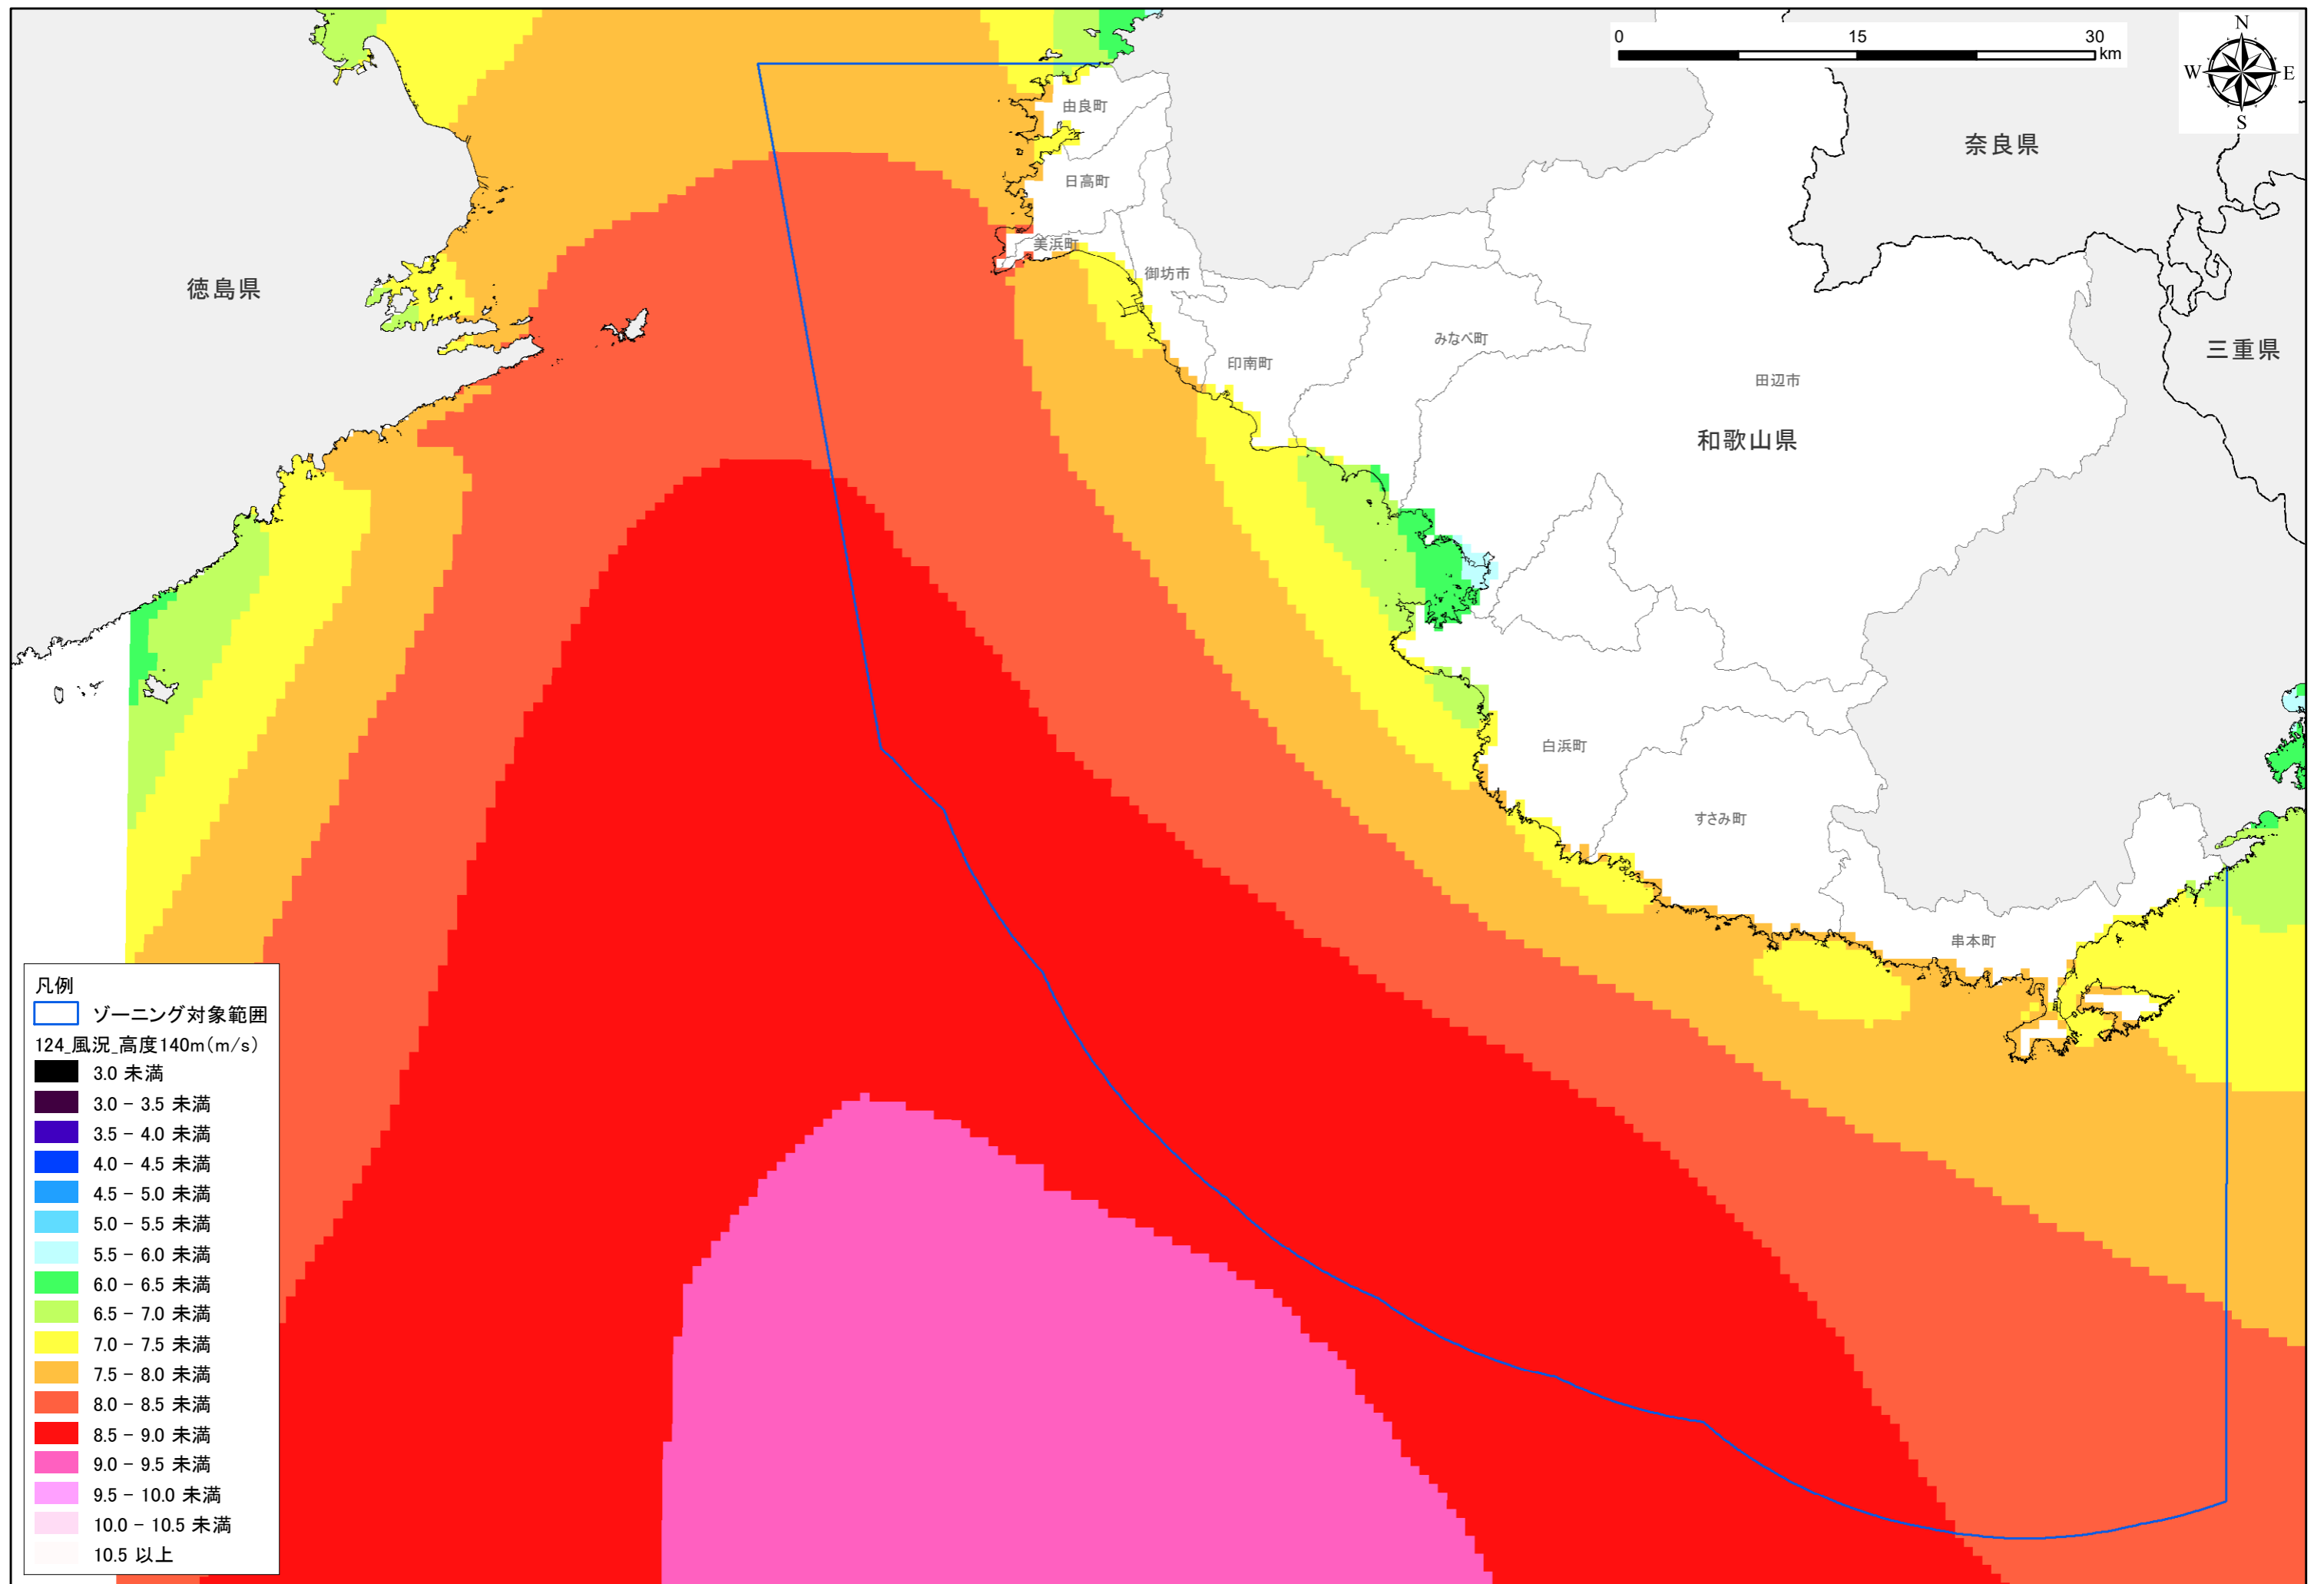 0 15 30
km
N
W E
S
由良町
奈良県
日高町
美浜町
御坊市
徳島県
みなべ町
三重県
印南町
田辺市
和歌山県
白浜町
すさみ町
串本町
凡例
ゾーニング対象範囲
124_風況_高度140m(m/s)
3.0 未満
3.0 − 3.5 未満
3.5 − 4.0 未満
4.0 − 4.5 未満
4.5 − 5.0 未満
5.0 − 5.5 未満
5.5 − 6.0 未満
6.0 − 6.5 未満
6.5 − 7.0 未満
7.0 − 7.5 未満
7.5 − 8.0 未満
8.0 − 8.5 未満
8.5 − 9.0 未満
9.0 − 9.5 未満
9.5 − 10.0 未満
10.0 − 10.5 未満
10.5 以上